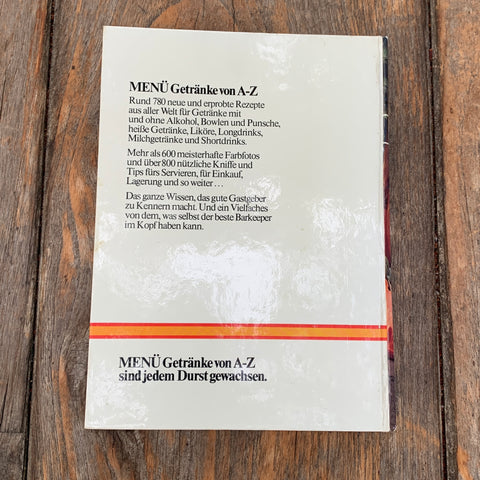 MENÜ Getränke von A-Z
Rund 780 neue und erprobte Rezepte
aus aller Welt für Getränke mit
und ohne Alkohol, Bowlen und Punsche,
heiße Getränke, Liköre, Longdrinks,
Milchgetränke und Shortdrinks.
Mehr als 600 meisterhafte Farbfotos
und über 800 nützliche Kniffe und
Tips fürs Servieren, für Einkauf,
Lagerung und so weiter...
Das ganze Wissen, das gute Gastgeber
zu Kennern macht. Und ein Vielfaches
von dem, was selbst der beste Barkeeper
im Kopf haben kann.
MENÜ Getränke von A-Z
sind jedem Durst gewachsen.